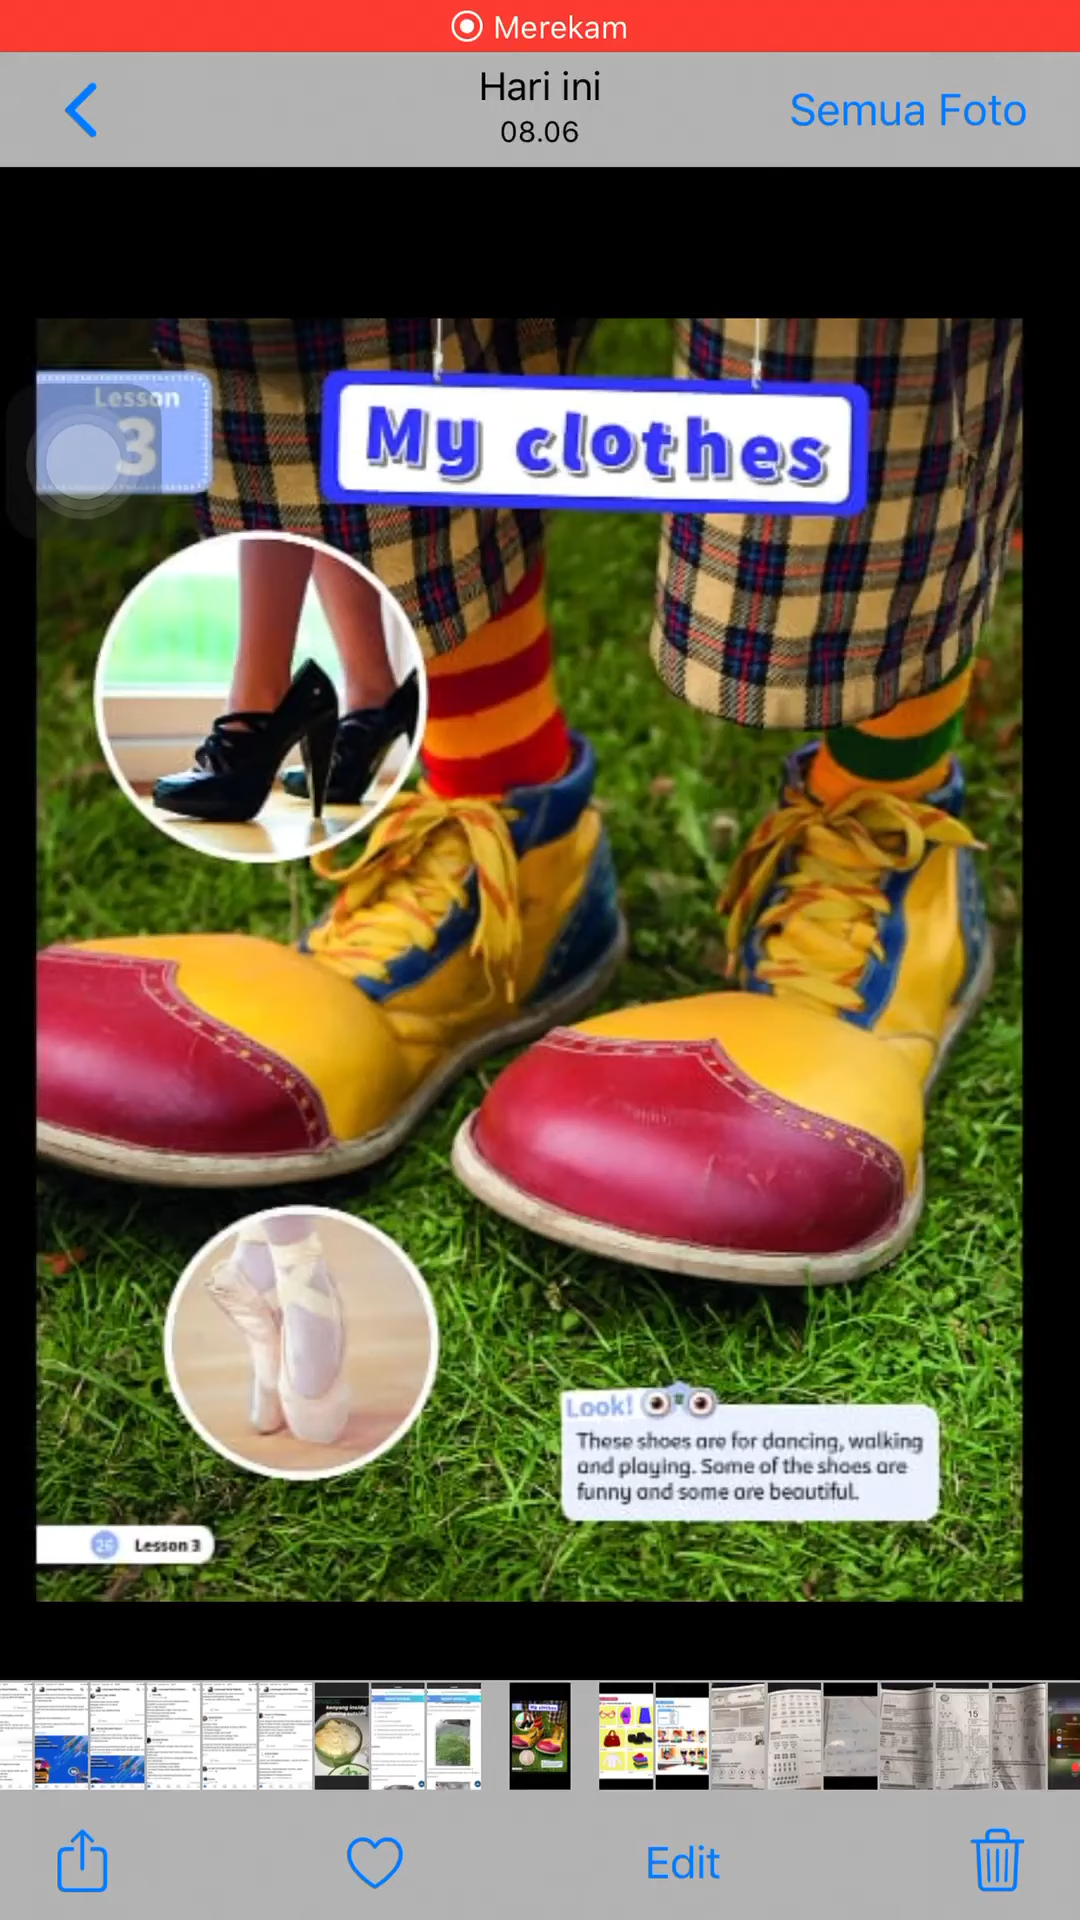 Merekam
Hari ini
08.06
Semua Foto
Lesson
3
My clothes
Look!
These shoes are for dancing, walking
and playing. Some of the shoes are
funny and some are beautiful.
26 Lesson 3
Edit